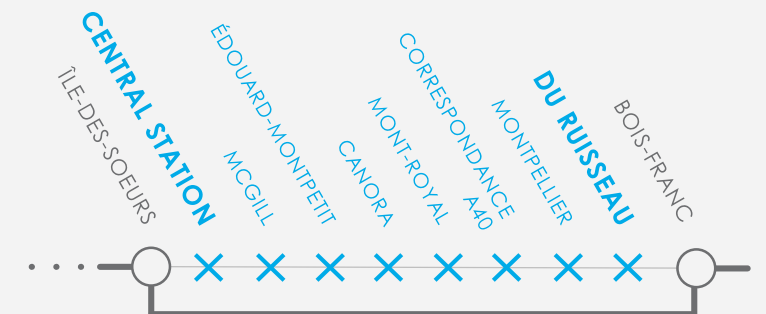 ÎLE-DES-SOEURS
CENTRAL STATION
MCGILL
ÉDOUARD-MONTPETIT
CANORA
MONT-ROYAL
CORRESPONDANCE
A40
MONTPELLIER
DU RUISSEAU
BOIS-FRANC